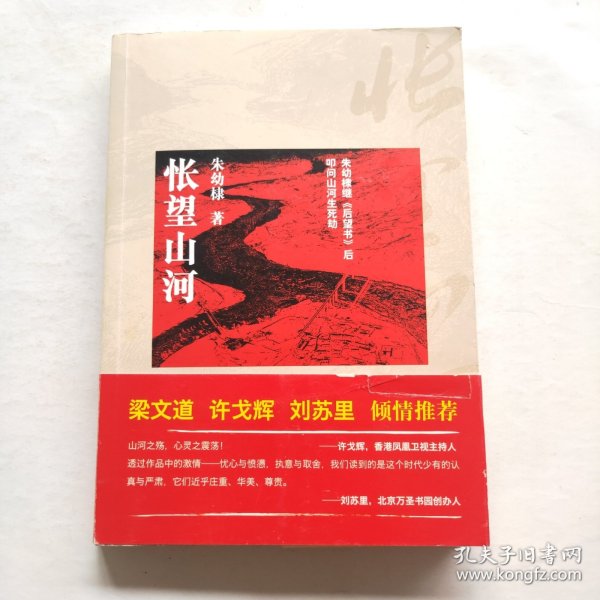 怅望山河
朱幼棣 著
朱幼棣继《后望书》后
叩问山河生死劫
梁文道 许戈辉 刘苏里 倾情推荐
山河之殇，心灵之震荡！
——许戈辉，香港凤凰卫视主持人
透过作品中的激情——忧心与愤懑，执意与取舍，我们读到的是这个时代少有的认
真与严肃，它们近乎庄重、华美、尊贵。
——刘苏里，北京万圣书园创办人
孔夫子旧书网
www.kongfz.com